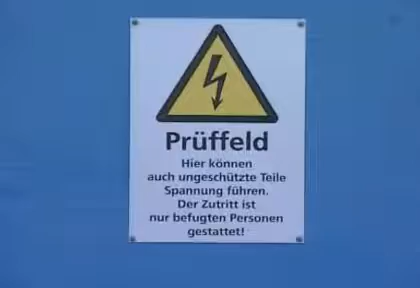 Prüffeld
Hier können
auch ungeschützte Teile
Spannung führen.
Der Zutritt ist
nur befugten Personen
gestattet!